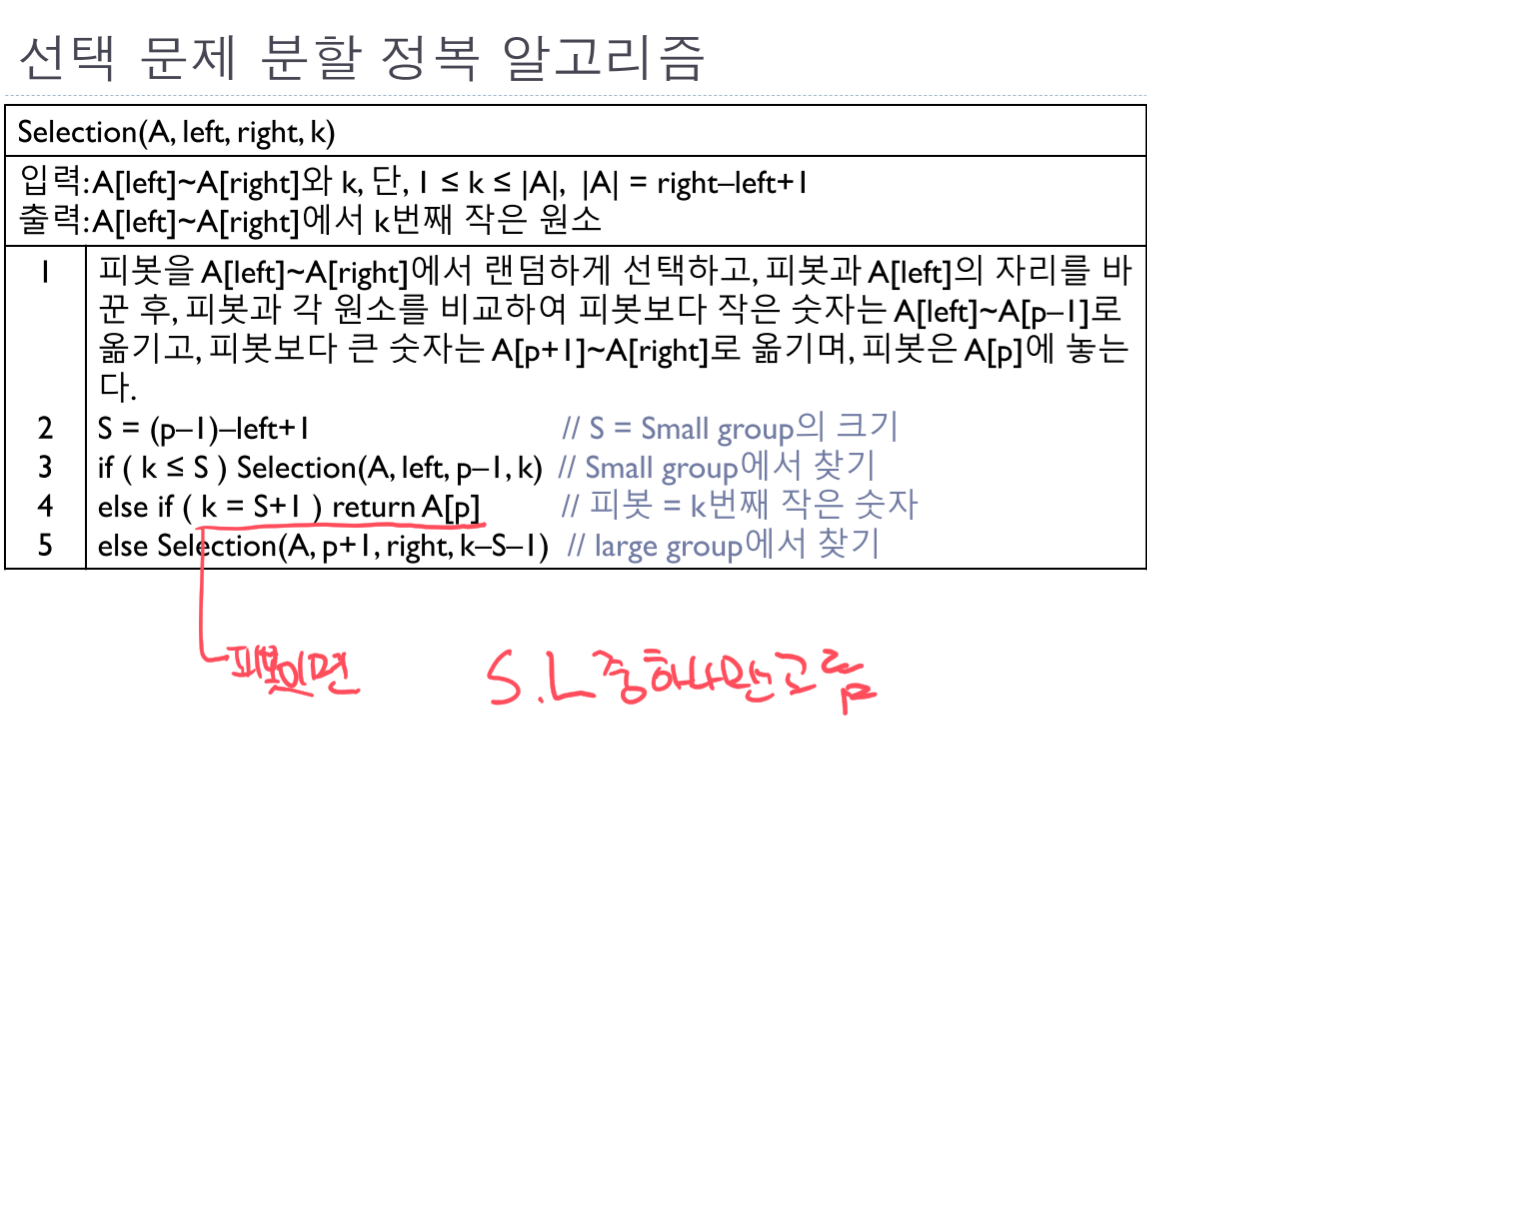 선택 문제 분할 정복 알고리즘
Selection(A, left, right, k)
입력: A[left]~A[right]와 k, 단, 1 ≤ k ≤ |A|, |A| = right–left+1
출력: A[left]~A[right]에서 k번째 작은 원소
1 피봇을 A[left]~A[right]에서 랜덤하게 선택하고, 피봇과 A[left]의 자리를 바
꾼 후, 피봇과 각 원소를 비교하여 피봇보다 작은 숫자는 A[left]~A[p–1]로
옮기고, 피봇보다 큰 숫자는 A[p+1]~A[right]로 옮기며, 피봇은 A[p]에 놓는
다.
2 S = (p–1)–left+1 // S = Small group의 크기
3 if ( k ≤ S ) Selection(A, left, p–1, k) // Small group에서 찾기
4 else if ( k = S+1 ) return A[p] // 피봇 = k번째 작은 숫자
5 else Selection(A, p+1, right, k–S–1) // large group에서 찾기
피봇이면 S.L중하나만고름